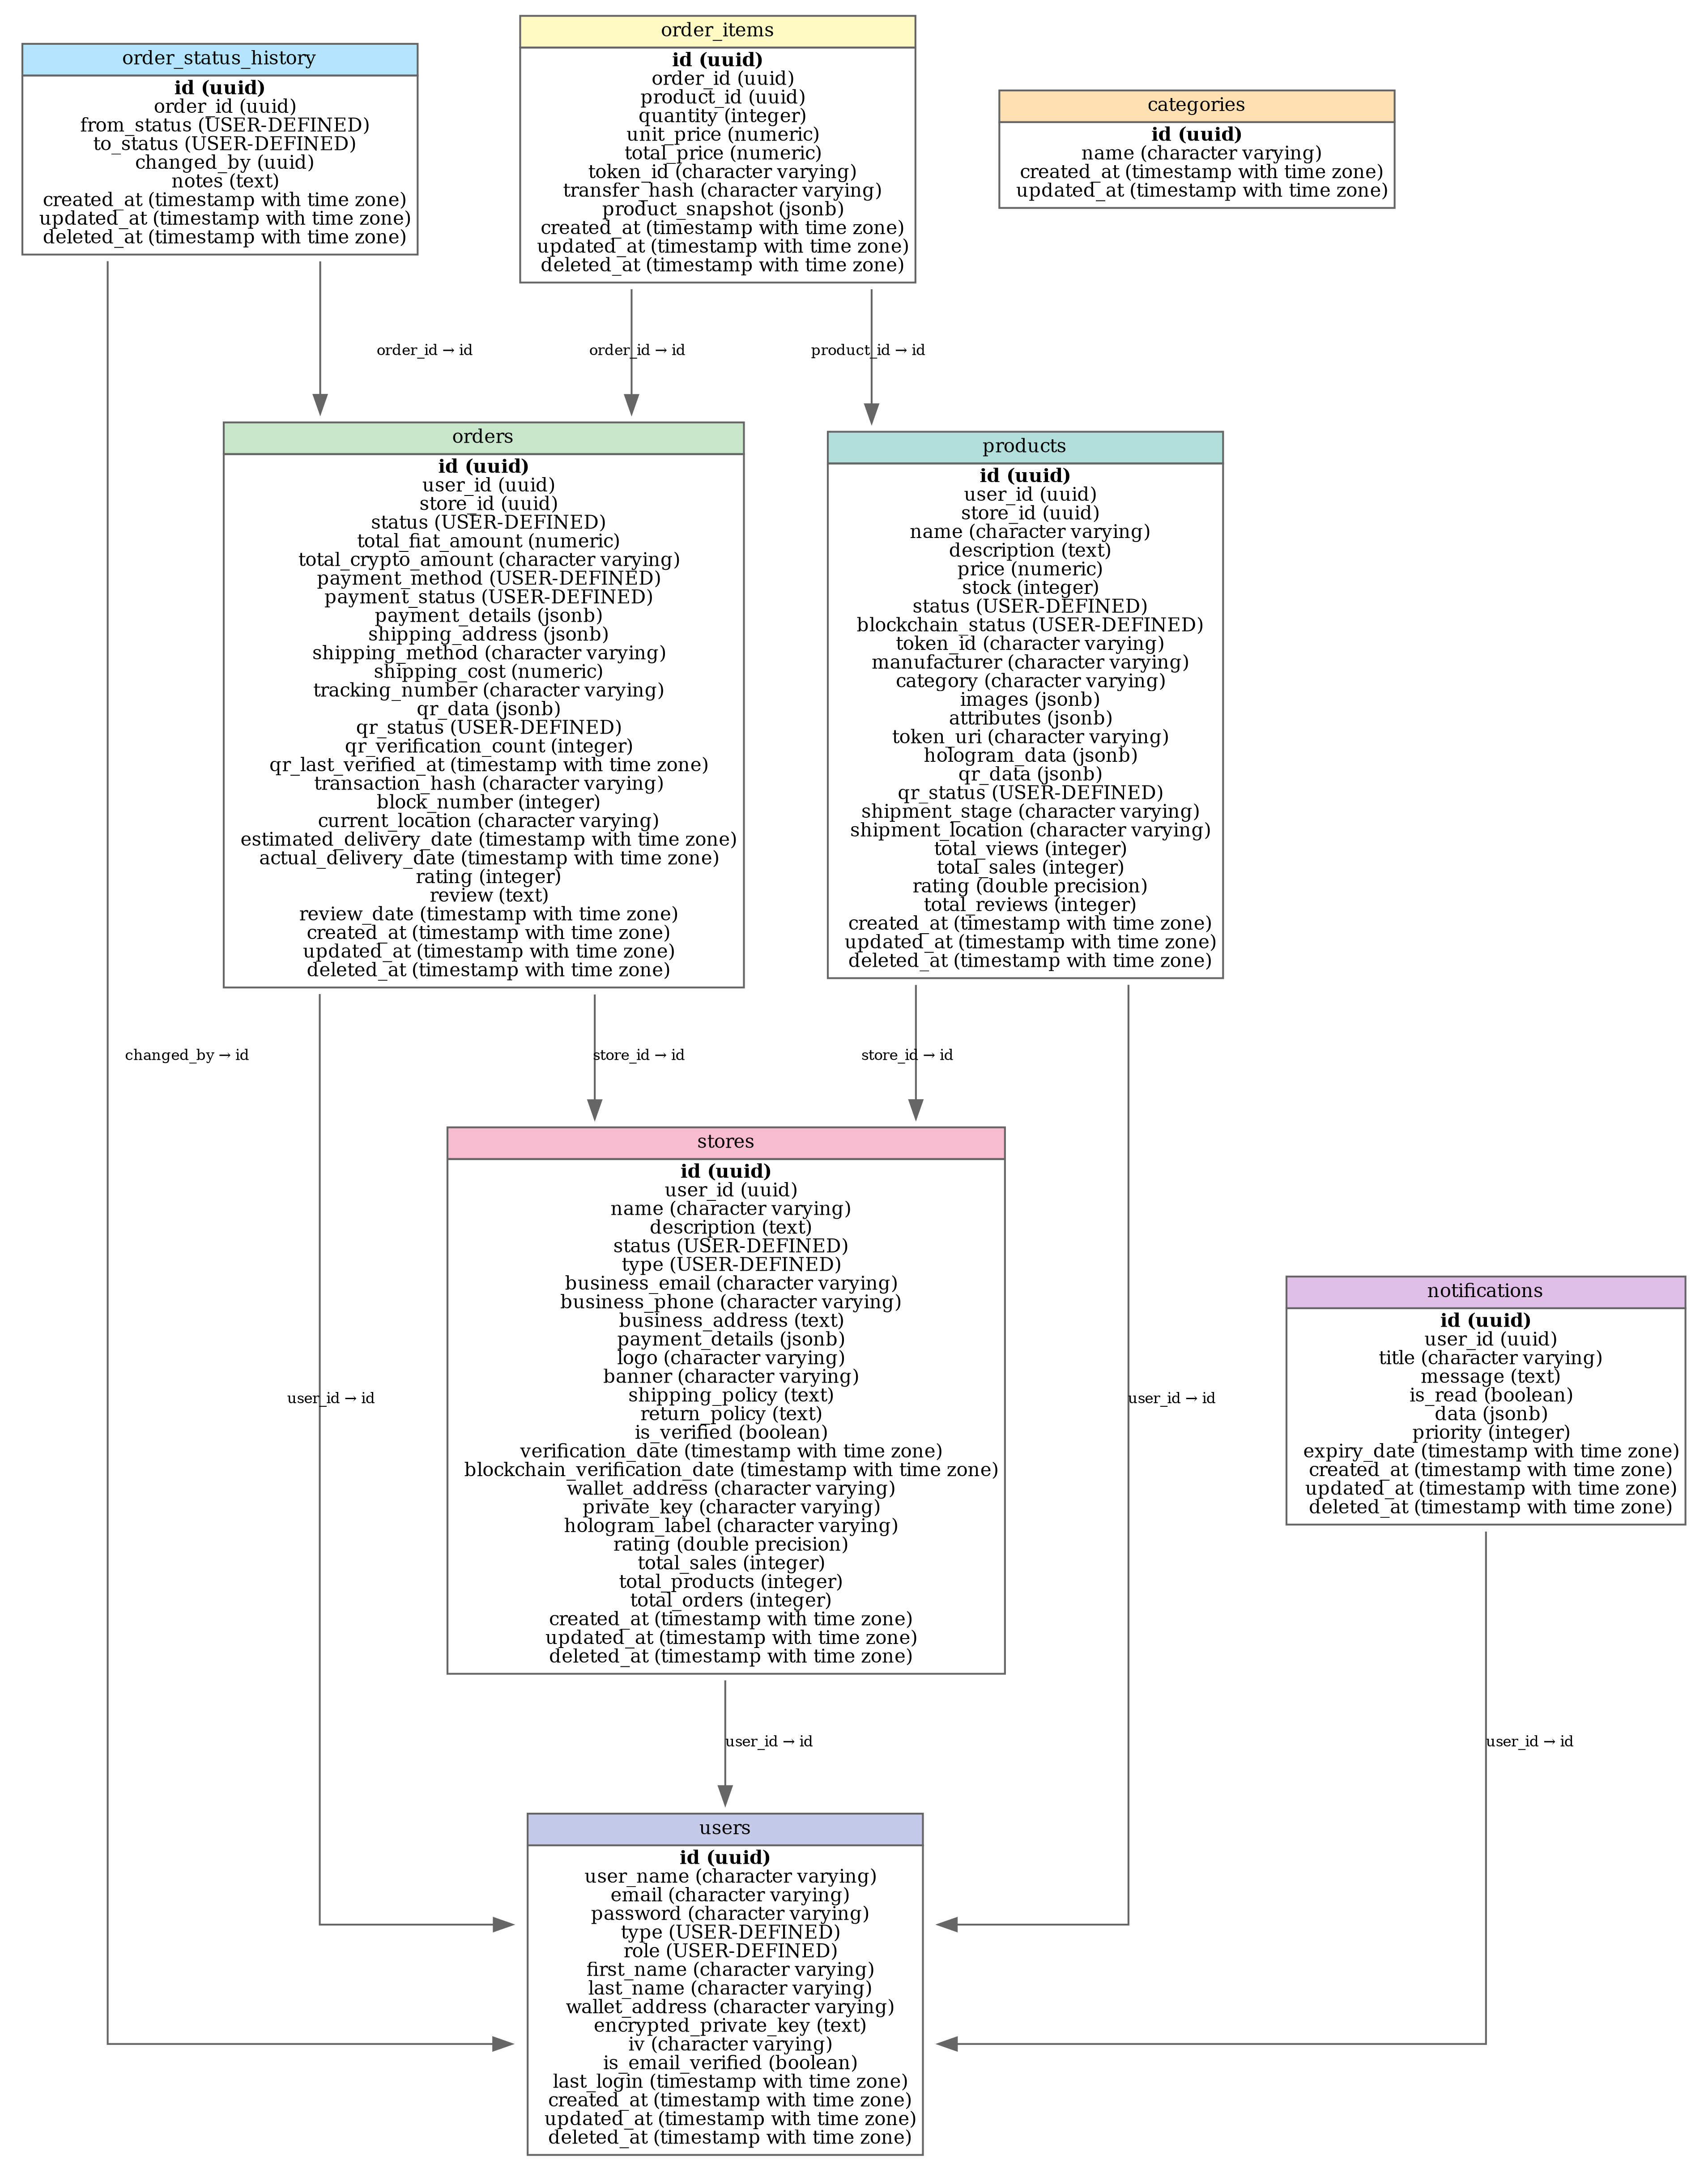 order_status_history
id (uuid)
order_id (uuid)
from_status (USER-DEFINED)
to_status (USER-DEFINED)
changed_by (uuid)
notes (text)
created_at (timestamp with time zone)
updated_at (timestamp with time zone)
deleted_at (timestamp with time zone)
order_items
id (uuid)
order_id (uuid)
product_id (uuid)
quantity (integer)
unit_price (numeric)
total_price (numeric)
token_id (character varying)
transfer_hash (character varying)
product_snapshot (jsonb)
created_at (timestamp with time zone)
updated_at (timestamp with time zone)
deleted_at (timestamp with time zone)
categories
id (uuid)
name (character varying)
created_at (timestamp with time zone)
updated_at (timestamp with time zone)
order_id → id
order_id → id
product_id → id
orders
id (uuid)
user_id (uuid)
store_id (uuid)
status (USER-DEFINED)
total_fiat_amount (numeric)
total_crypto_amount (character varying)
payment_method (USER-DEFINED)
payment_status (USER-DEFINED)
payment_details (jsonb)
shipping_address (jsonb)
shipping_method (character varying)
shipping_cost (numeric)
tracking_number (character varying)
qr_data (jsonb)
qr_status (USER-DEFINED)
qr_verification_count (integer)
qr_last_verified_at (timestamp with time zone)
transaction_hash (character varying)
block_number (integer)
current_location (character varying)
estimated_delivery_date (timestamp with time zone)
actual_delivery_date (timestamp with time zone)
rating (integer)
review (text)
review_date (timestamp with time zone)
created_at (timestamp with time zone)
updated_at (timestamp with time zone)
deleted_at (timestamp with time zone)
products
id (uuid)
user_id (uuid)
store_id (uuid)
name (character varying)
description (text)
price (numeric)
stock (integer)
status (USER-DEFINED)
blockchain_status (USER-DEFINED)
token_id (character varying)
manufacturer (character varying)
category (character varying)
images (jsonb)
attributes (jsonb)
token_uri (character varying)
hologram_data (jsonb)
qr_data (jsonb)
qr_status (USER-DEFINED)
shipment_stage (character varying)
shipment_location (character varying)
total_views (integer)
total_sales (integer)
rating (double precision)
total_reviews (integer)
created_at (timestamp with time zone)
updated_at (timestamp with time zone)
deleted_at (timestamp with time zone)
changed_by → id
store_id → id
store_id → id
stores
id (uuid)
user_id (uuid)
name (character varying)
description (text)
status (USER-DEFINED)
type (USER-DEFINED)
business_email (character varying)
business_phone (character varying)
business_address (text)
payment_details (jsonb)
logo (character varying)
banner (character varying)
shipping_policy (text)
return_policy (text)
is_verified (boolean)
verification_date (timestamp with time zone)
blockchain_verification_date (timestamp with time zone)
wallet_address (character varying)
private_key (character varying)
hologram_label (character varying)
rating (double precision)
total_sales (integer)
total_products (integer)
total_orders (integer)
created_at (timestamp with time zone)
updated_at (timestamp with time zone)
deleted_at (timestamp with time zone)
user_id → id
user_id → id
notifications
id (uuid)
user_id (uuid)
title (character varying)
message (text)
is_read (boolean)
data (jsonb)
priority (integer)
expiry_date (timestamp with time zone)
created_at (timestamp with time zone)
updated_at (timestamp with time zone)
deleted_at (timestamp with time zone)
user_id → id
user_id → id
users
id (uuid)
user_name (character varying)
email (character varying)
password (character varying)
type (USER-DEFINED)
role (USER-DEFINED)
first_name (character varying)
last_name (character varying)
wallet_address (character varying)
encrypted_private_key (text)
iv (character varying)
is_email_verified (boolean)
last_login (timestamp with time zone)
created_at (timestamp with time zone)
updated_at (timestamp with time zone)
deleted_at (timestamp with time zone)